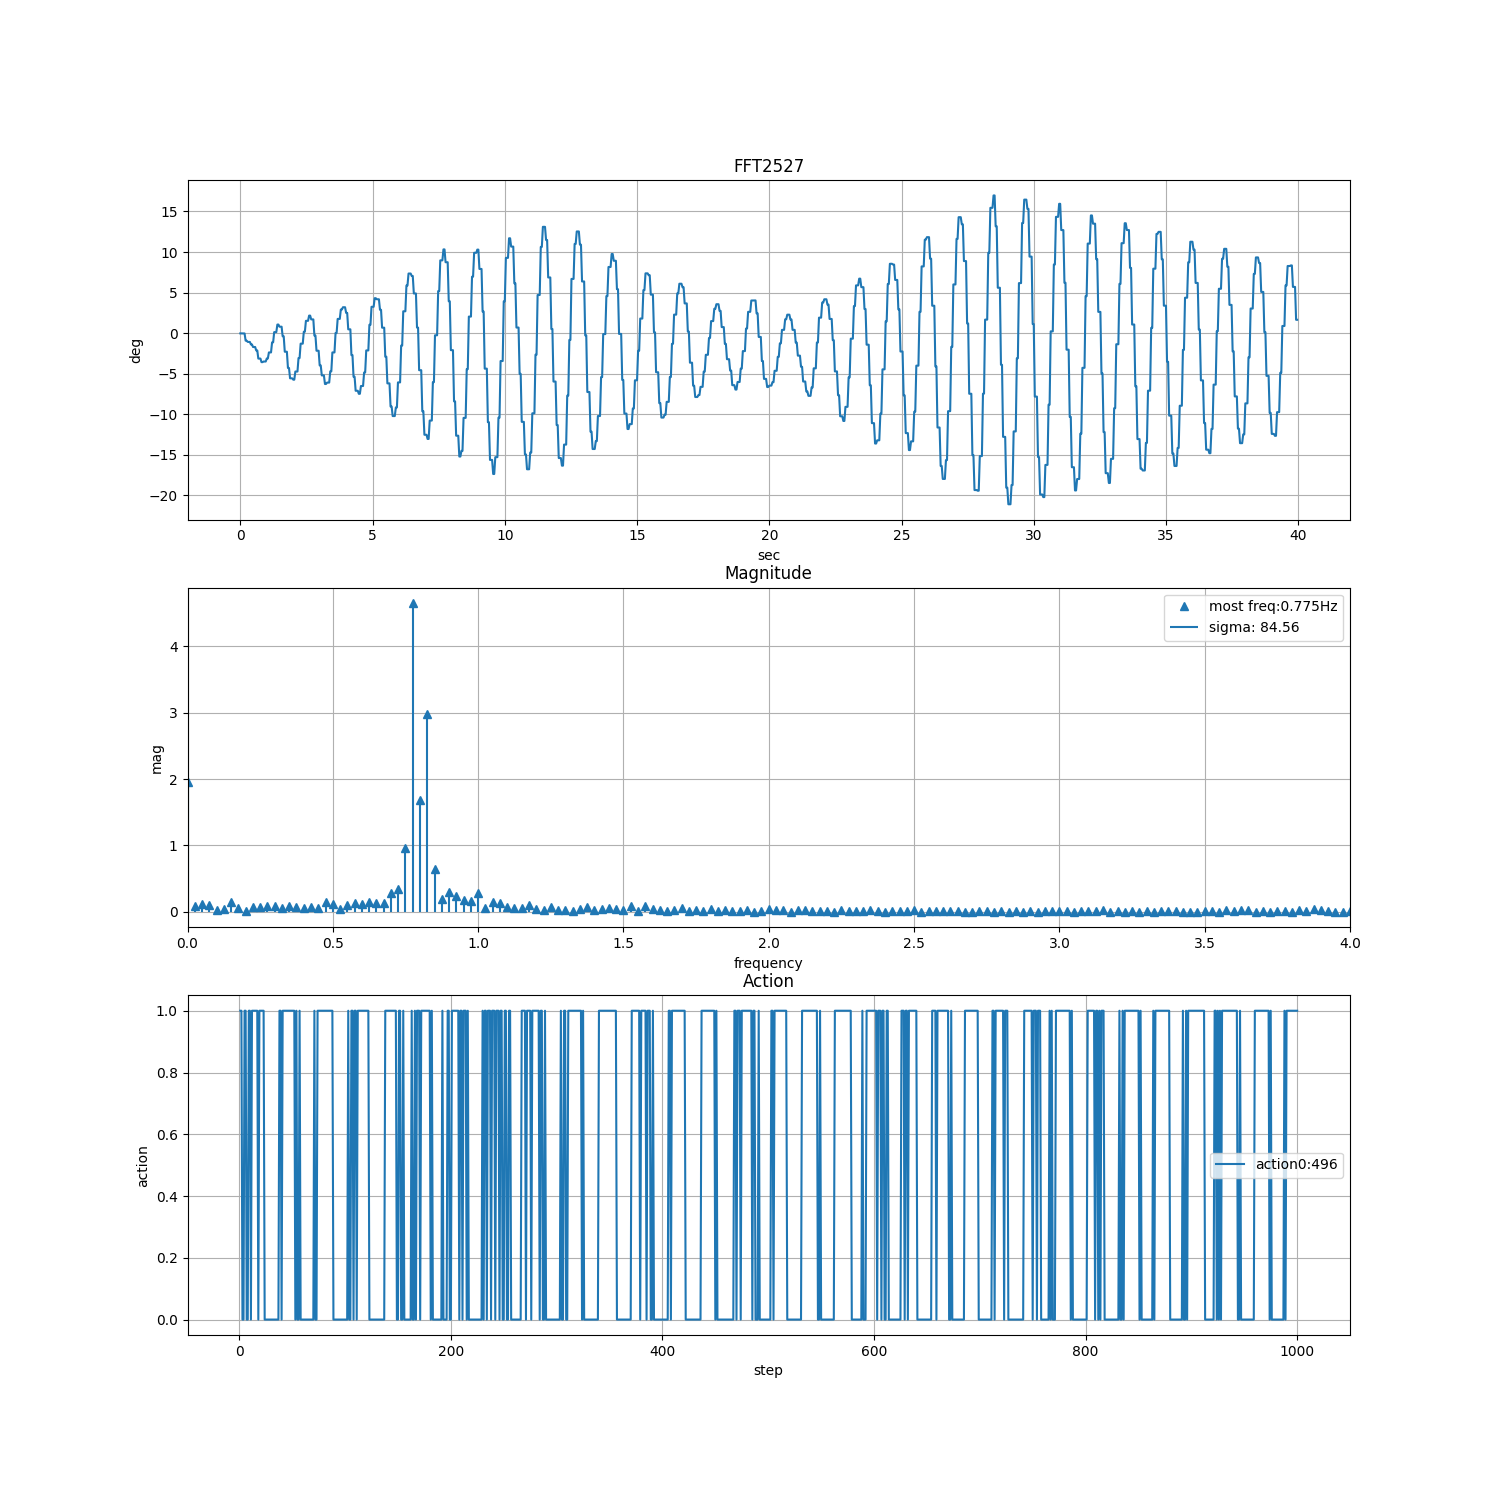 FFT2527
15
10
5
0
−5
−10
−15
−20
deg
0 5 10 15 20 25 30 35 40
sec
Magnitude
most freq:0.775Hz
sigma: 84.56
4
3
2
1
0
mag
0.0 0.5 1.0 1.5 2.0 2.5 3.0 3.5 4.0
frequency
Action
1.0
0.8
0.6
0.4
0.2
0.0
action
action0:496
0 200 400 600 800 1000
step